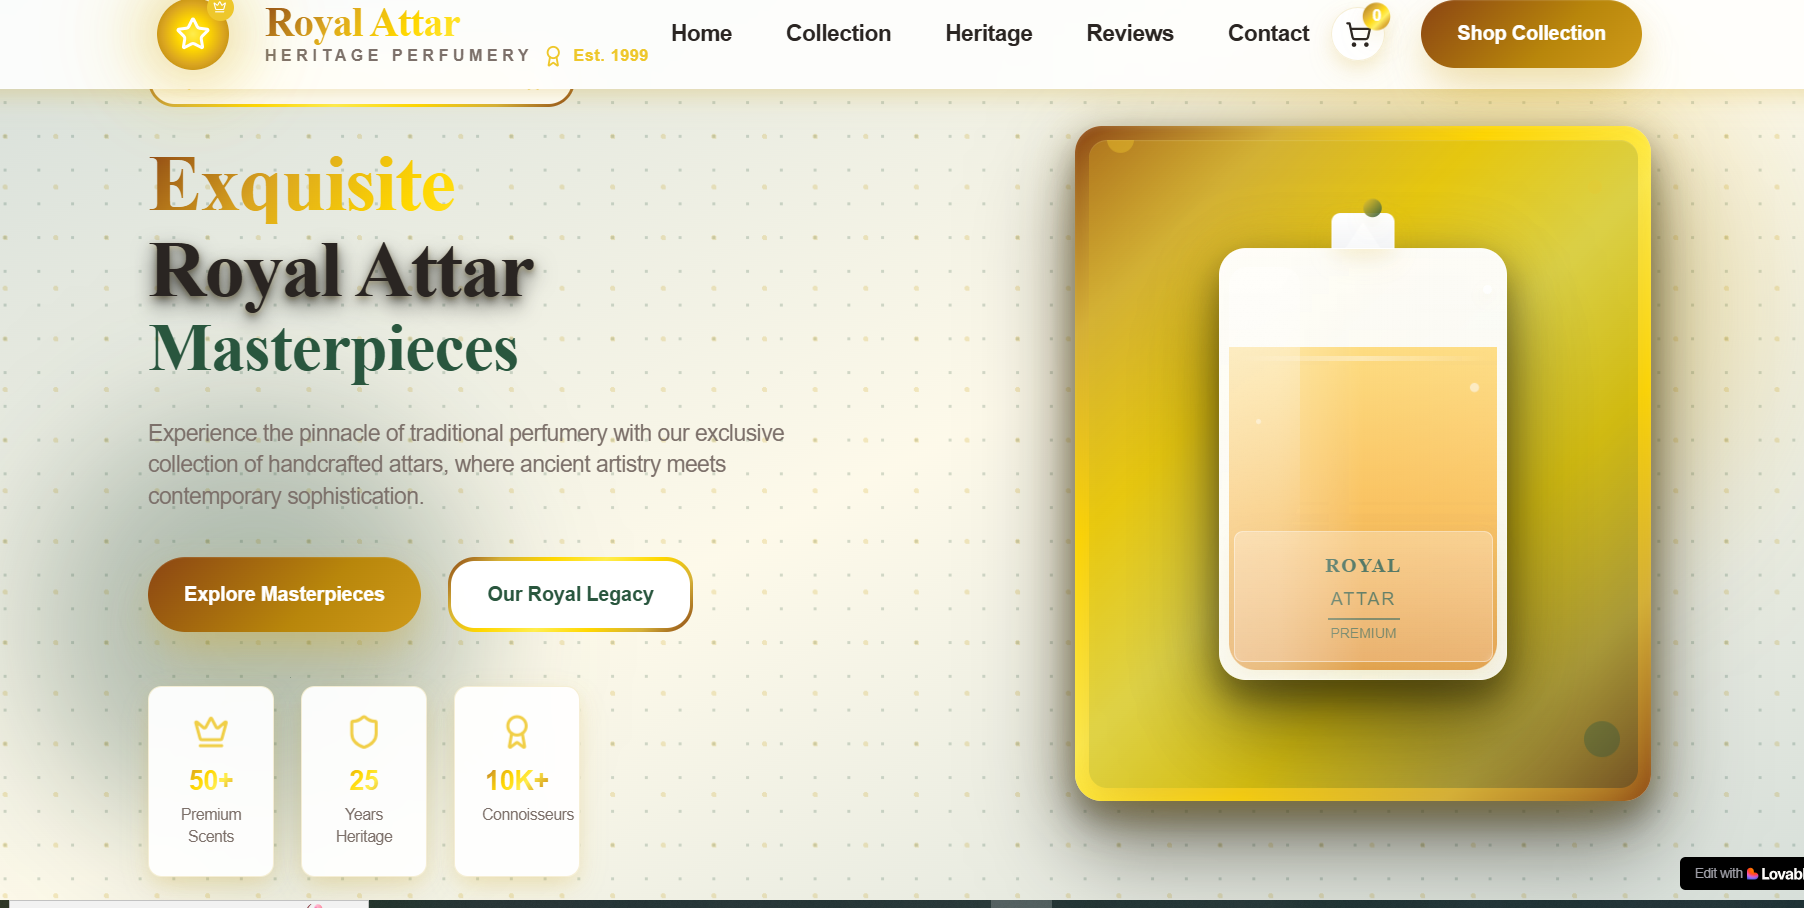 Royal Attar
HERITAGE PERFUMERY
Est. 1999
Home
Collection
Heritage
Reviews
Contact
0
Shop Collection
Exquisite
Royal Attar
Masterpieces
Experience the pinnacle of traditional perfumery with our exclusive
collection of handcrafted attars, where ancient artistry meets
contemporary sophistication.
Explore Masterpieces
Our Royal Legacy
50+
Premium
Scents
25
Years
Heritage
10K+
Connoisseurs
ROYAL
ATTAR
PREMIUM
Edit with Lovabl